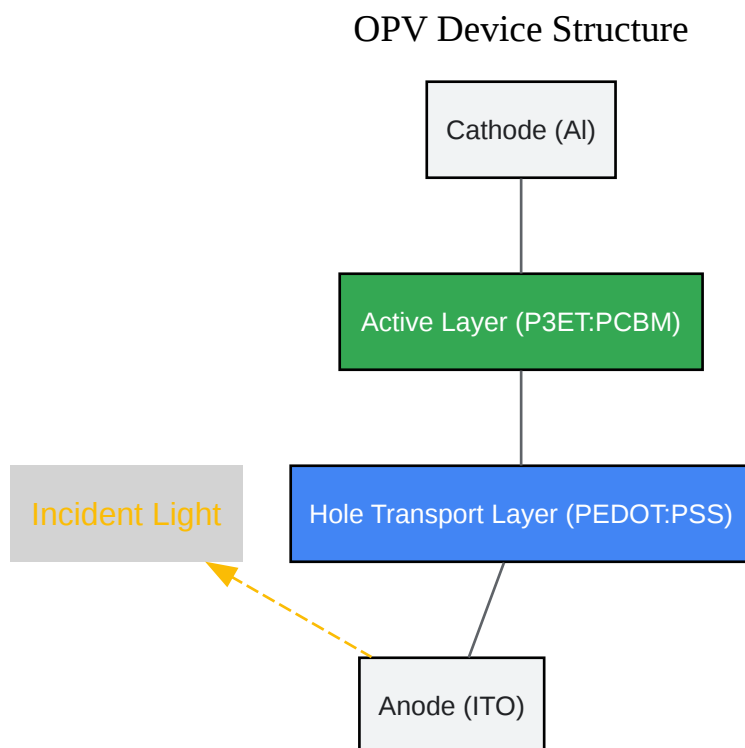 OPV Device Structure
Cathode (Al)
Active Layer (P3ET:PCBM)
Incident Light
Hole Transport Layer (PEDOT:PSS)
Anode (ITO)